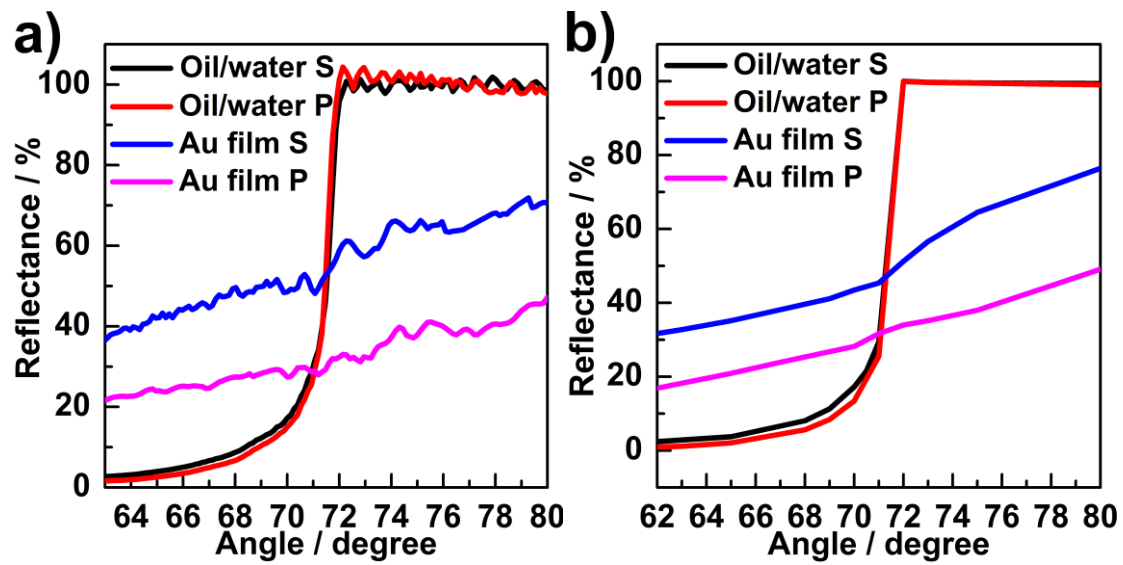 a)
Oil/water S
Oil/water P
Au film S
Au film P
Reflectance / %
100
80
60
40
20
0
64 66 68 70 72 74 76 78 80
Angle / degree
b)
Oil/water S
Oil/water P
Au film S
Au film P
Reflectance / %
100
80
60
40
20
0
62 64 66 68 70 72 74 76 78 80
Angle / degree